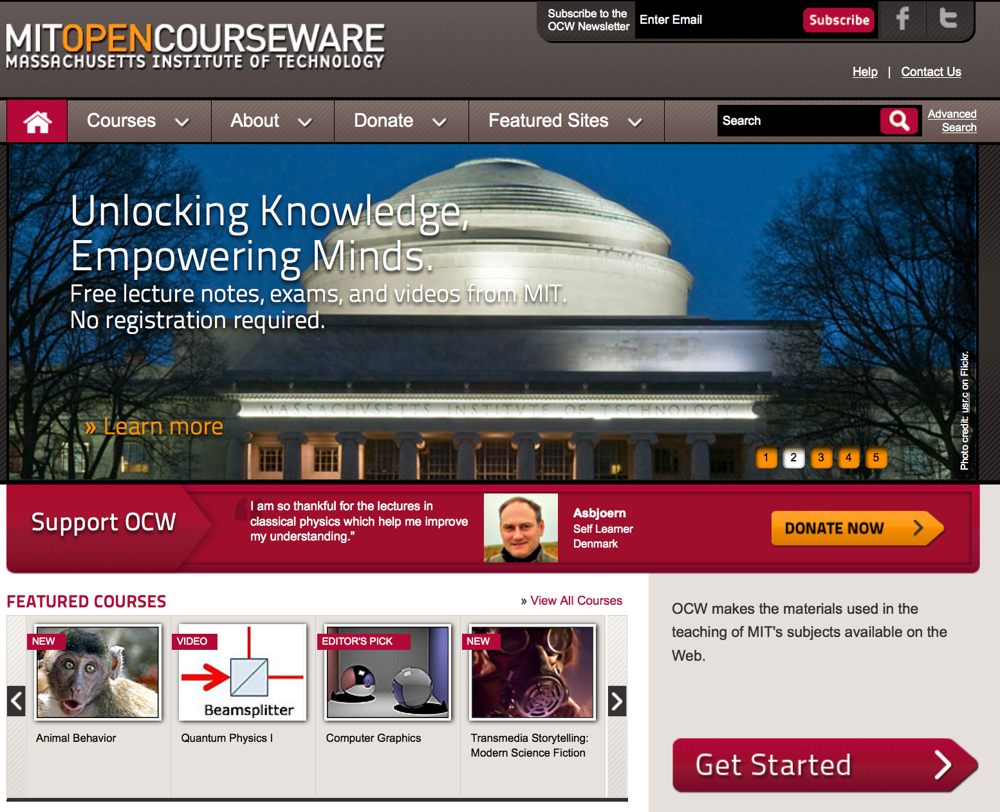 Subscribe to the
OCW Newsletter
Enter Email
Subscribe
MITOPENCOURSEWARE
MASSACHUSETTS INSTITUTE OF TECHNOLOGY
Help | Contact Us
Courses
About
Donate
Featured Sites
Search
Advanced
Search
Unlocking Knowledge,
Empowering Minds.
Free lecture notes, exams, and videos from MIT.
No registration required.
MASSACHVSETTS INSTITVTE OF TECHNOLOGY
» Learn more
1 2 3 4 5
Photo credit: usr.c on Flickr.
Support OCW
I am so thankful for the lectures in
classical physics which help me improve
my understanding."
Asbjoern
Self Learner
Denmark
DONATE NOW
FEATURED COURSES
» View All Courses
NEW
Animal Behavior
VIDEO
Beamsplitter
Quantum Physics I
EDITOR'S PICK
Computer Graphics
NEW
Transmedia Storytelling:
Modern Science Fiction
OCW makes the materials used in the
teaching of MIT's subjects available on the
Web.
Get Started